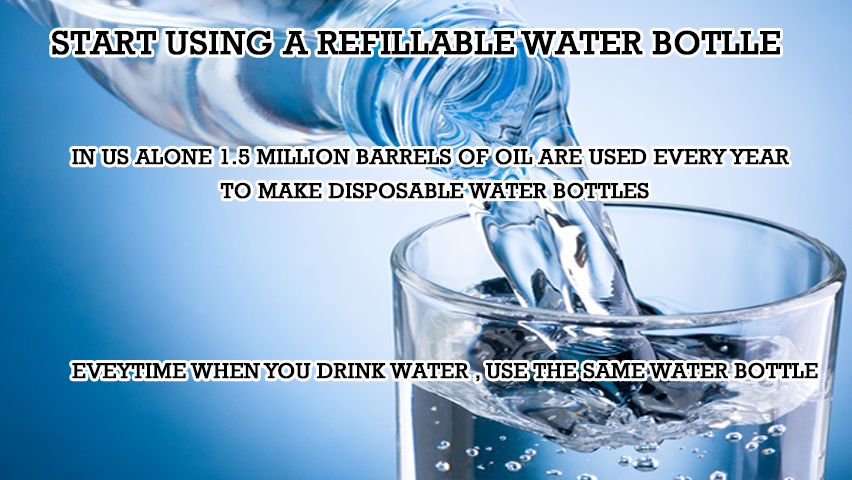 START USING A REFILLABLE WATER BOTLLE
IN US ALONE 1.5 MILLION BARRELS OF OIL ARE USED EVERY YEAR
TO MAKE DISPOSABLE WATER BOTTLES
EVEYTIME WHEN YOU DRINK WATER , USE THE SAME WATER BOTTLE